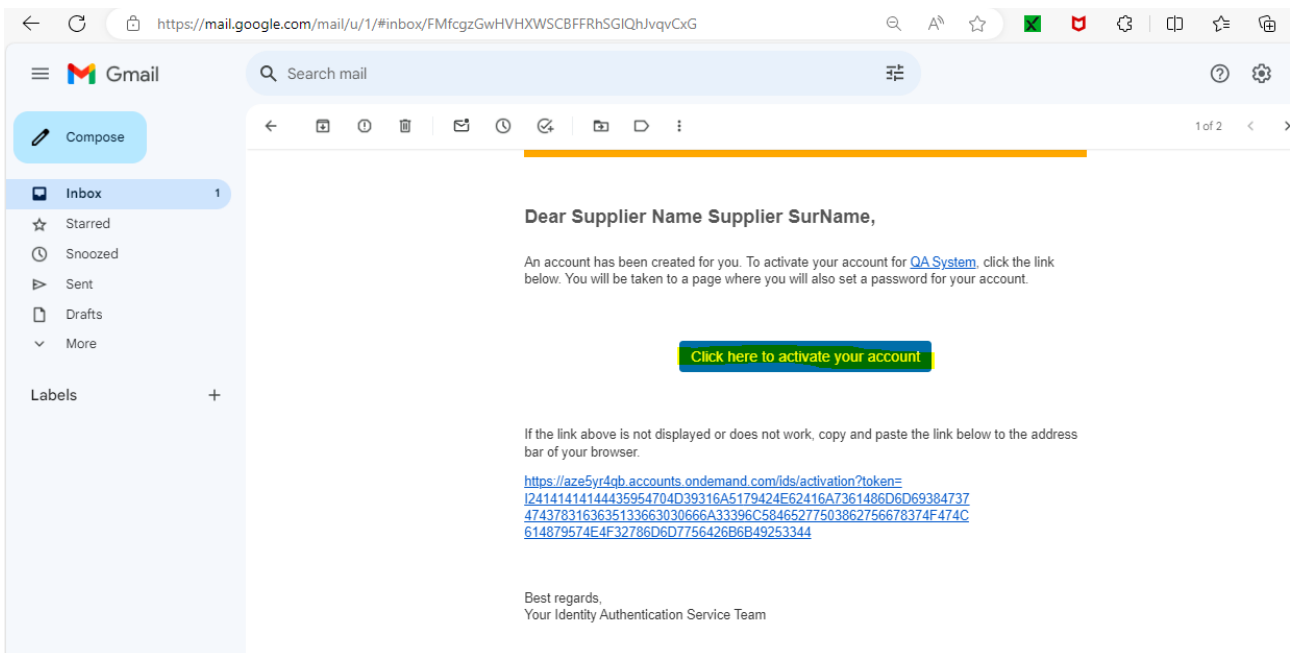 https://mail.google.com/mail/u/1/#inbox/FMfcgzGwHVHXWSCBFFRhSGlQhJvqvCxG
Gmail
Search mail
Compose
1 of 2
Inbox 1
Starred
Snoozed
Sent
Drafts
More
Labels
Dear Supplier Name Supplier SurName,
An account has been created for you. To activate your account for QA System, click the link
below. You will be taken to a page where you will also set a password for your account.
Click here to activate your account
If the link above is not displayed or does not work, copy and paste the link below to the address
bar of your browser.
https://aze5yr4qb.accounts.ondemand.com/ids/activation?token=
I24141414144435954704D39316A5179424E62416A7361486D6D69384737
4743783163635133663030666A33396C58465277503862756678374F474C
614879574E4F32786D6D7756426B6B49253344
Best regards,
Your Identity Authentication Service Team